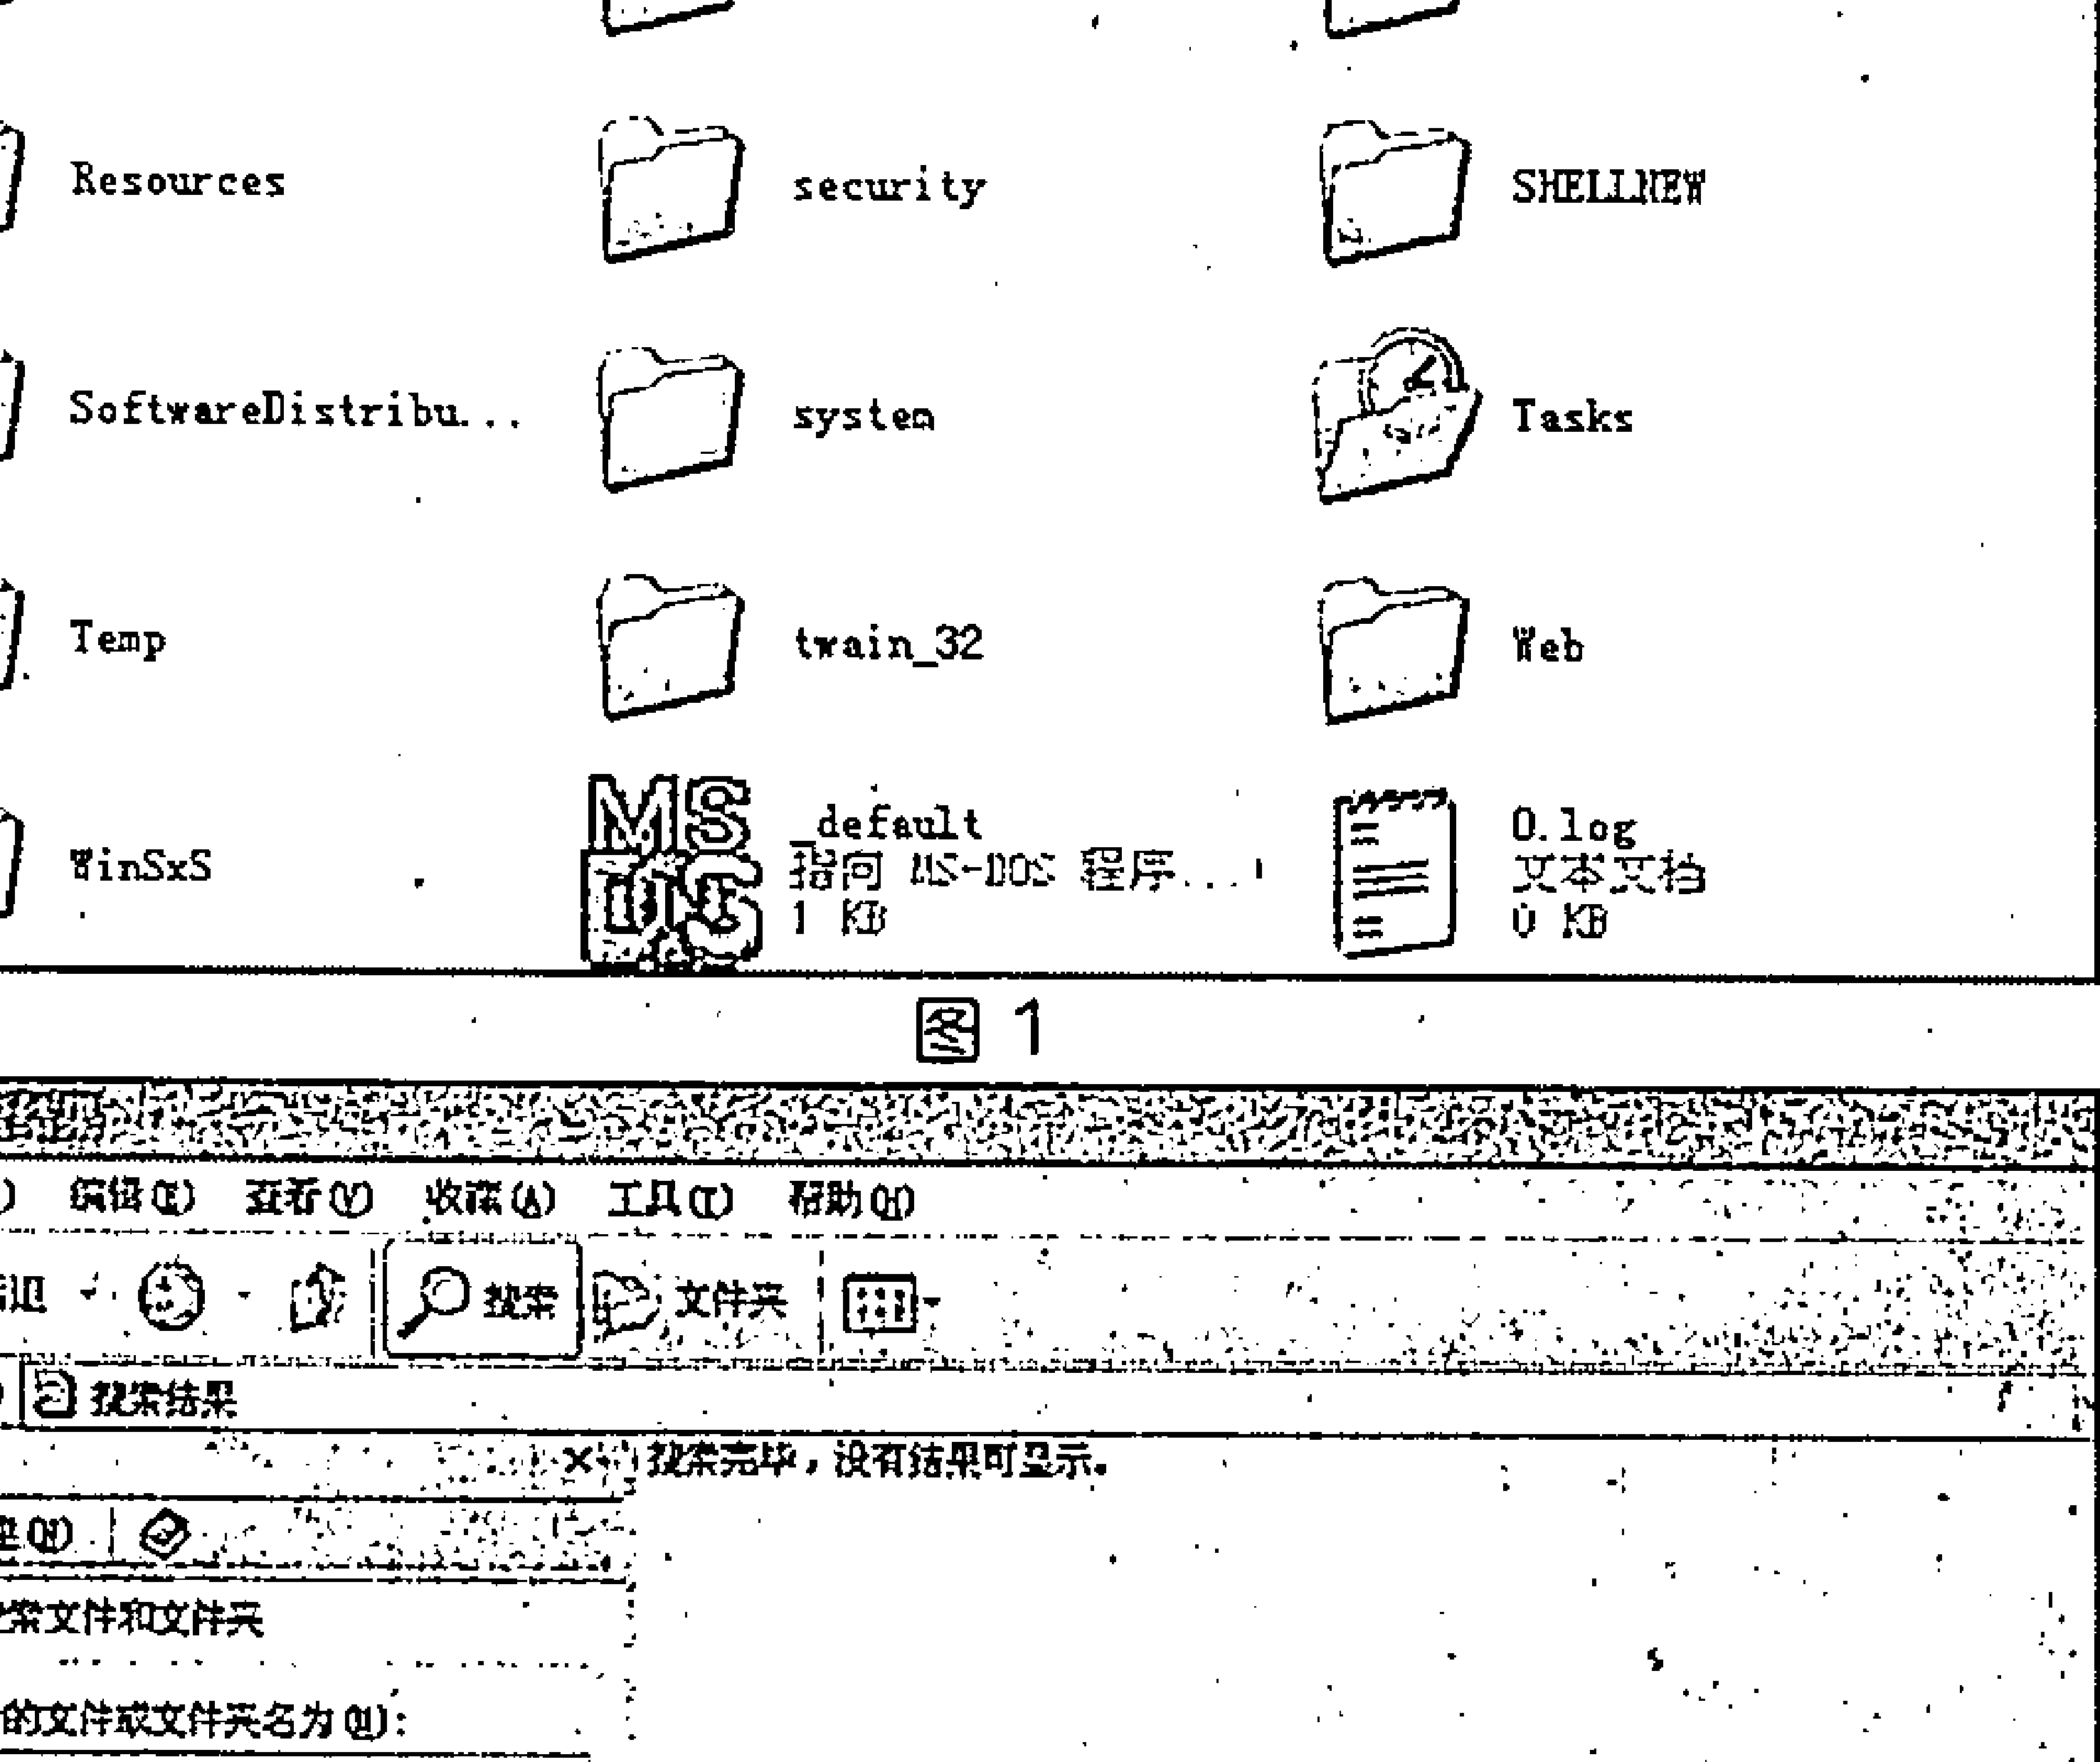 Resources
security
SHELLNEW
SoftwareDistribu...
system
Tasks
Temp
twain_32
Web
WinSxS
MS
_default
指向 MS-DOS 程序...
1 KB
0.log
文本文档
0 KB
图 1
编辑(E) 查看(V) 收藏(A) 工具(T) 帮助(H)
搜索 文件夹
搜索结果
搜索完毕，没有结果可显示。
索文件和文件夹
的文件或文件夹名为(M):